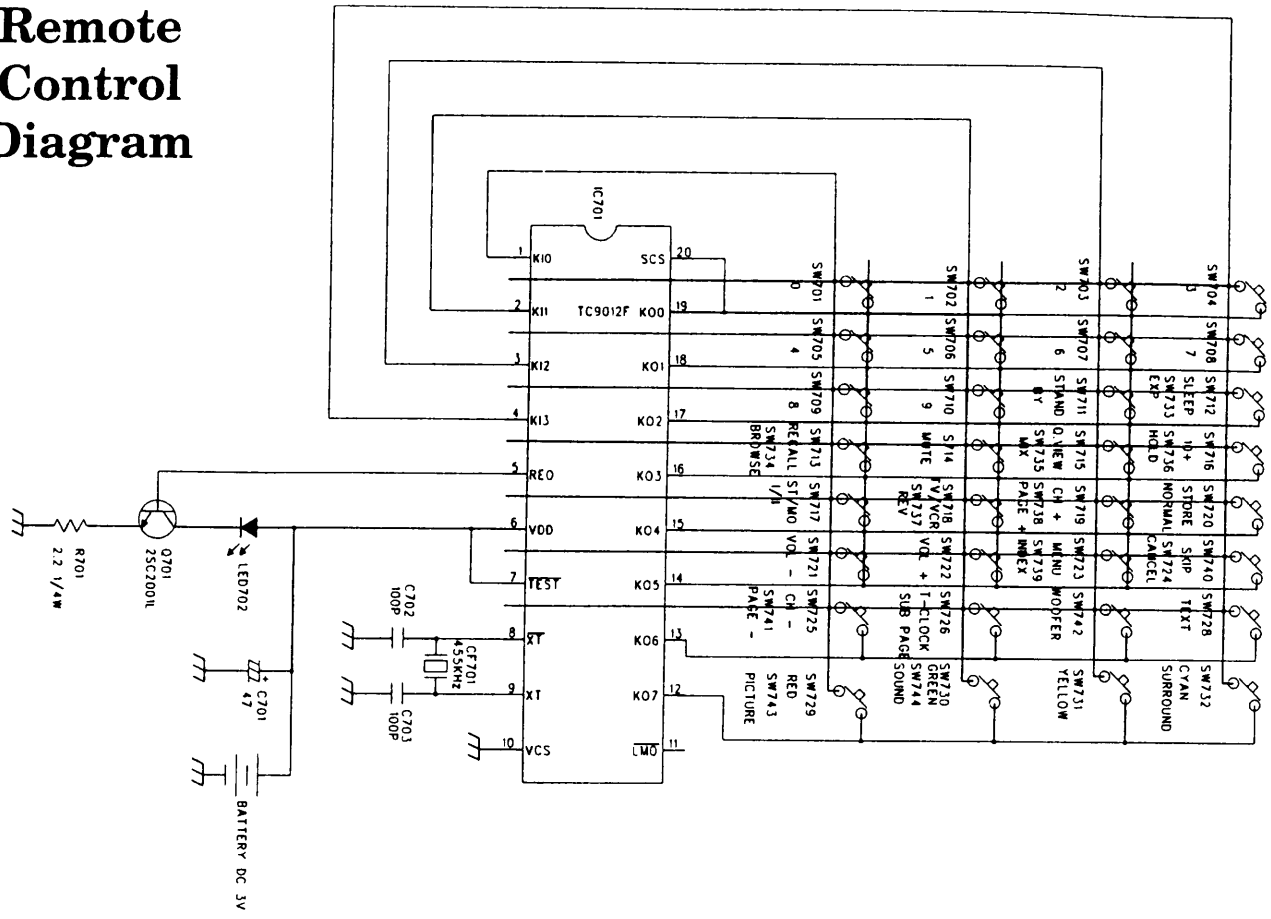 Remote
Control
Diagram
IC701
TC9012F
1 KI0
2 KI1
3 KI2
4 KI3
5 REO
6 VDD
7 TEST
8 XT
9 XT
10 VCS
SCS 20
KO0 19
KO1 18
KO2 17
KO3 16
KO4 15
KO5 14
KO6 13
KO7 12
LMO 11
SW701
0
SW702
1
SW703
2
SW704
3
SW705
4
SW706
5
SW707
6
SW708
7
SW709
8
SW710
9
SW711
STAND BY
SW712
SLEEP
SW733
EXP
SW713
RECALL
SW734
BROWSE
S714
MUTE
SW715
Q.VIEW
SW735
MIX
SW716
10+
SW736
HOLD
SW717
ST/MO
SW718
TV/VCR
SW737
REV
SW719
CH +
SW738
PAGE +
SW720
STORE
NORMAL
SW721
VOL -
SW722
VOL +
SW723
MENU
SW739
INDEX
SW740
SKIP
SW724
CANCEL
SW725
CH -
SW741
PAGE -
SW726
T-CLOCK
SUB PAGE
SW742
WOOFER
SW728
TEXT
SW729
RED
SW743
PICTURE
SW730
GREEN
SW744
SOUND
SW731
YELLOW
SW732
CYAN
SURROUND
R701
2.2 1/4W
Q701
2SC2001L
LED702
C702
100P
CF701
455KHz
C703
100P
+
C701
47
BATTERY DC 3V